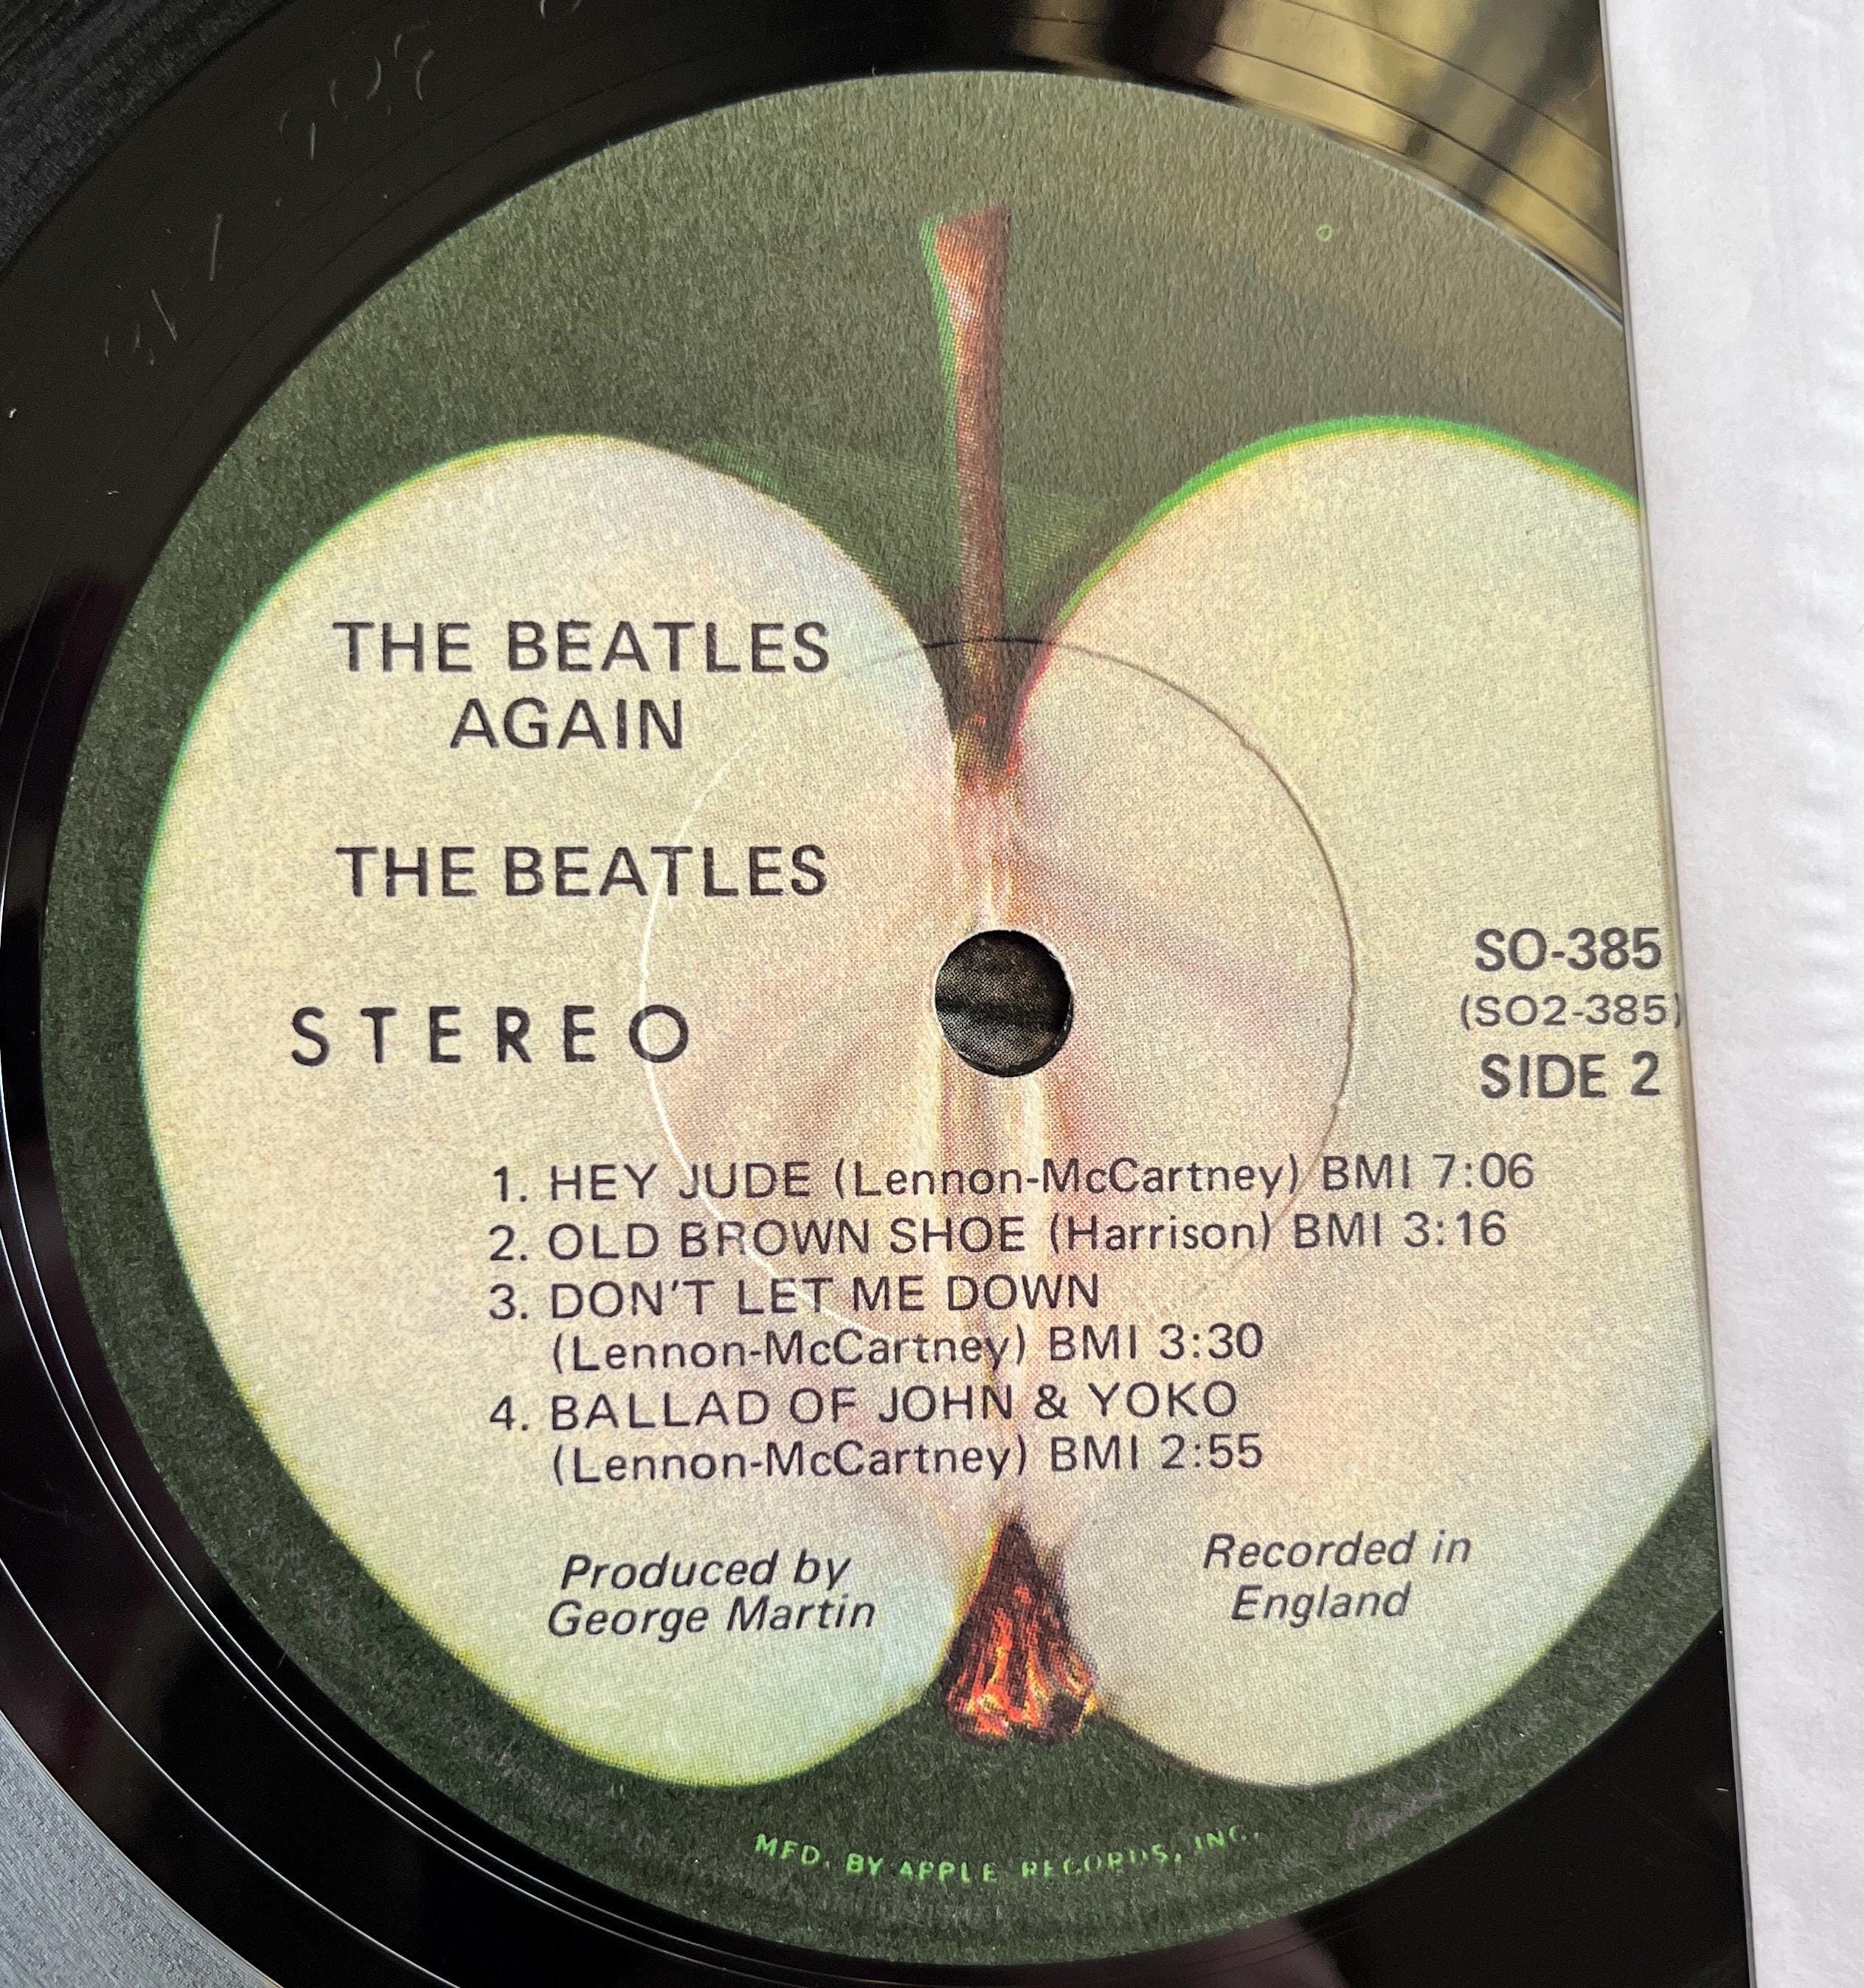 THE BEATLES
AGAIN
THE BEATLES
STEREO
SO-385
(SO2-385)
SIDE 2
1. HEY JUDE (Lennon-McCartney) BMI 7:06
2. OLD BROWN SHOE (Harrison) BMI 3:16
3. DON'T LET ME DOWN
(Lennon-McCartney) BMI 3:30
4. BALLAD OF JOHN & YOKO
(Lennon-McCartney) BMI 2:55
Produced by
George Martin
Recorded in
England
MFD. BY APPLE RECORDS, INC.